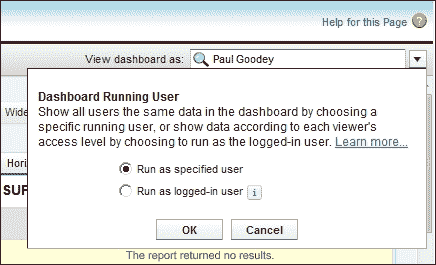 Help for this Page ?
View dashboard as: Paul Goodey
Wide
Dashboard Running User
Show all users the same data in the dashboard by choosing a
specific running user, or show data according to each viewer's
access level by choosing to run as the logged-in user. Learn more...
Hori
Run as specified user
SUF
Run as logged-in user i
OK Cancel
The report returned no results.